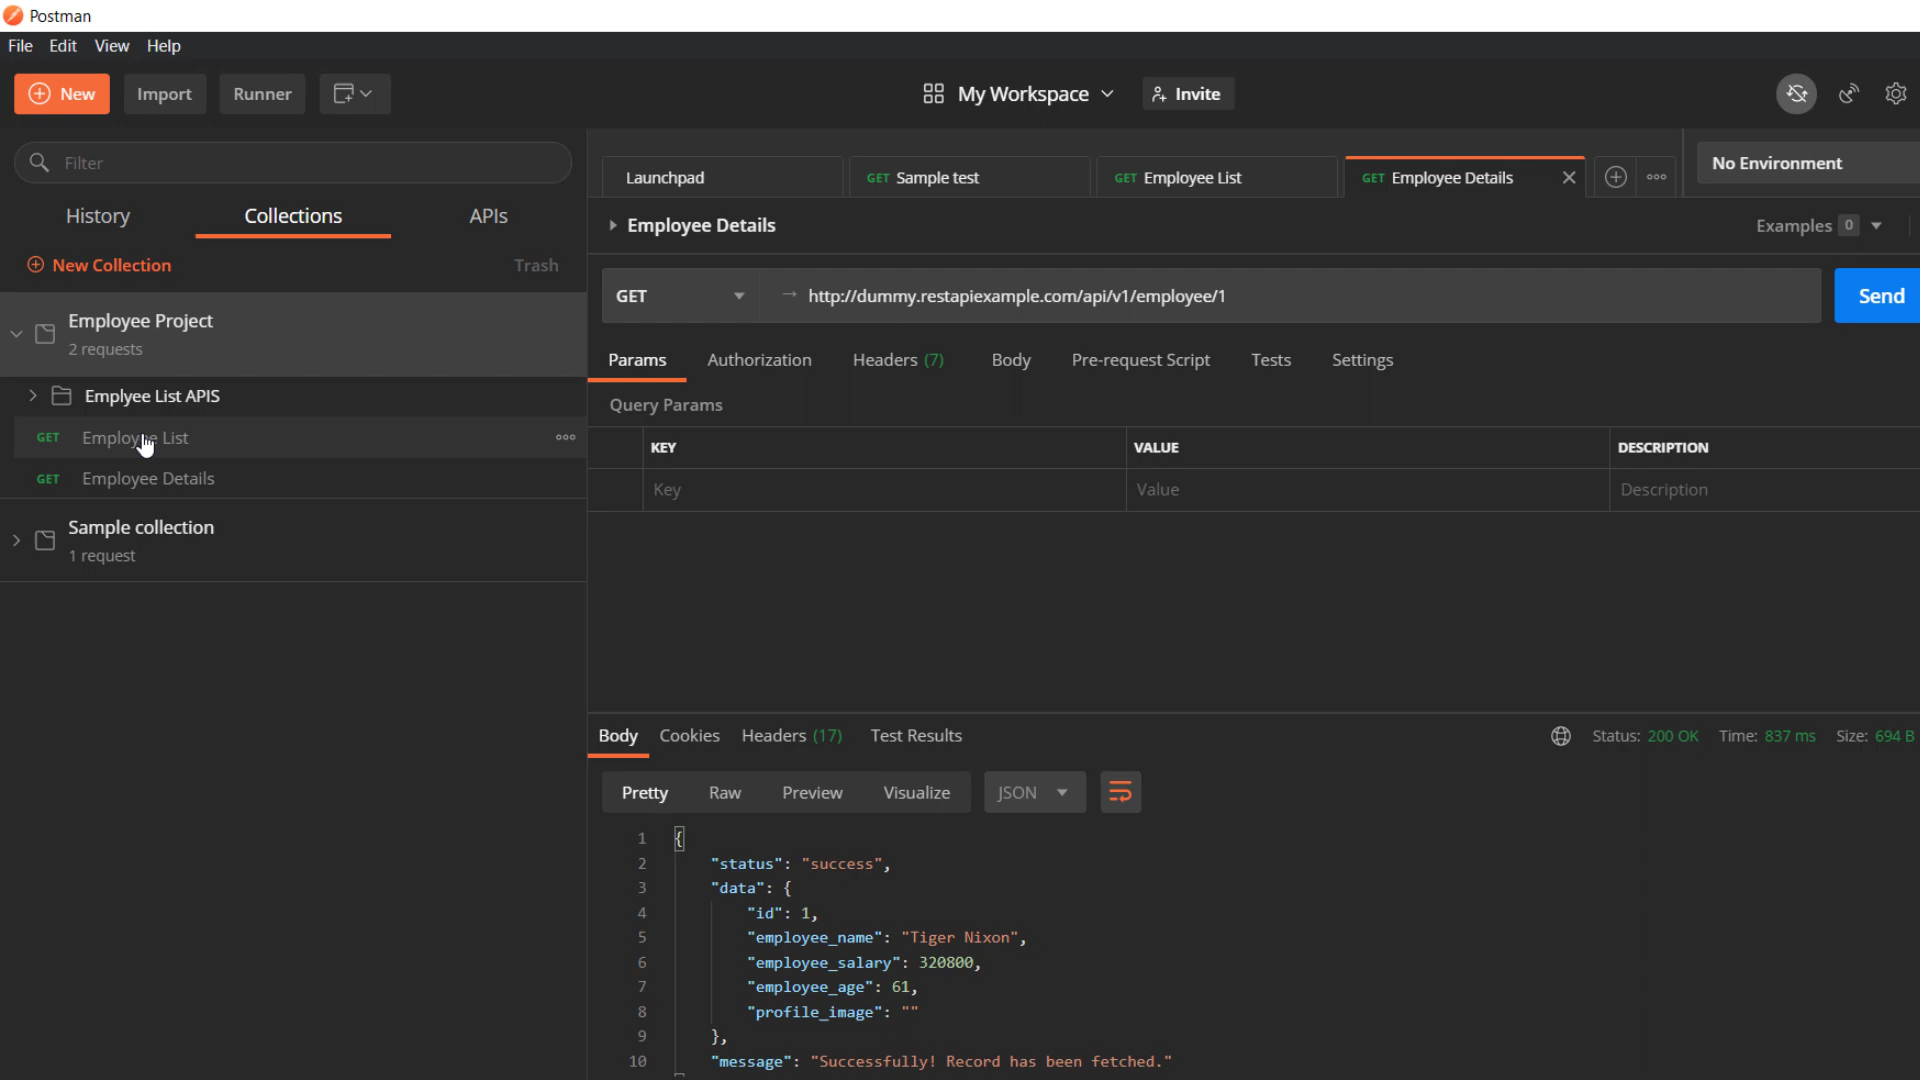 Postman
File Edit View Help
New Import Runner My Workspace Invite
Filter
History Collections APIs
New Collection Trash
Employee Project
2 requests
Emplyee List APIS
GET Employee List
GET Employee Details
Sample collection
1 request
Launchpad GET Sample test GET Employee List GET Employee Details No Environment
Employee Details Examples 0
GET http://dummy.restapiexample.com/api/v1/employee/1 Send
Params Authorization Headers (7) Body Pre-request Script Tests Settings
Query Params
KEY VALUE DESCRIPTION
Key Value Description
Body Cookies Headers (17) Test Results Status: 200 OK Time: 837 ms Size: 694 B
Pretty Raw Preview Visualize JSON
1 {
2 "status": "success",
3 "data": {
4 "id": 1,
5 "employee_name": "Tiger Nixon",
6 "employee_salary": 320800,
7 "employee_age": 61,
8 "profile_image": ""
9 },
10 "message": "Successfully! Record has been fetched."